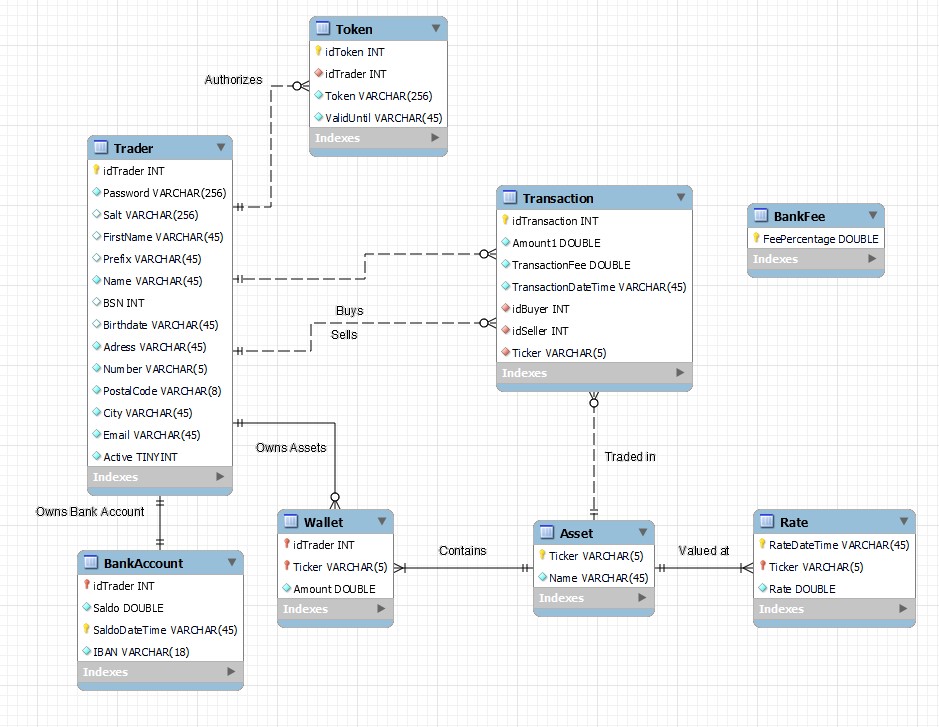 Token
idToken INT
idTrader INT
Token VARCHAR(256)
ValidUntil VARCHAR(45)
Indexes
Authorizes
Trader
idTrader INT
Password VARCHAR(256)
Salt VARCHAR(256)
FirstName VARCHAR(45)
Prefix VARCHAR(45)
Name VARCHAR(45)
BSN INT
Birthdate VARCHAR(45)
Adress VARCHAR(45)
Number VARCHAR(5)
PostalCode VARCHAR(8)
City VARCHAR(45)
Email VARCHAR(45)
Active TINYINT
Indexes
Transaction
idTransaction INT
Amount1 DOUBLE
TransactionFee DOUBLE
TransactionDateTime VARCHAR(45)
idBuyer INT
idSeller INT
Ticker VARCHAR(5)
Indexes
BankFee
FeePercentage DOUBLE
Indexes
Buys
Sells
Owns Assets
Traded in
Owns Bank Account
BankAccount
idTrader INT
Saldo DOUBLE
SaldoDateTime VARCHAR(45)
IBAN VARCHAR(18)
Indexes
Wallet
idTrader INT
Ticker VARCHAR(5)
Amount DOUBLE
Indexes
Contains
Asset
Ticker VARCHAR(5)
Name VARCHAR(45)
Indexes
Valued at
Rate
RateDateTime VARCHAR(45)
Ticker VARCHAR(5)
Rate DOUBLE
Indexes